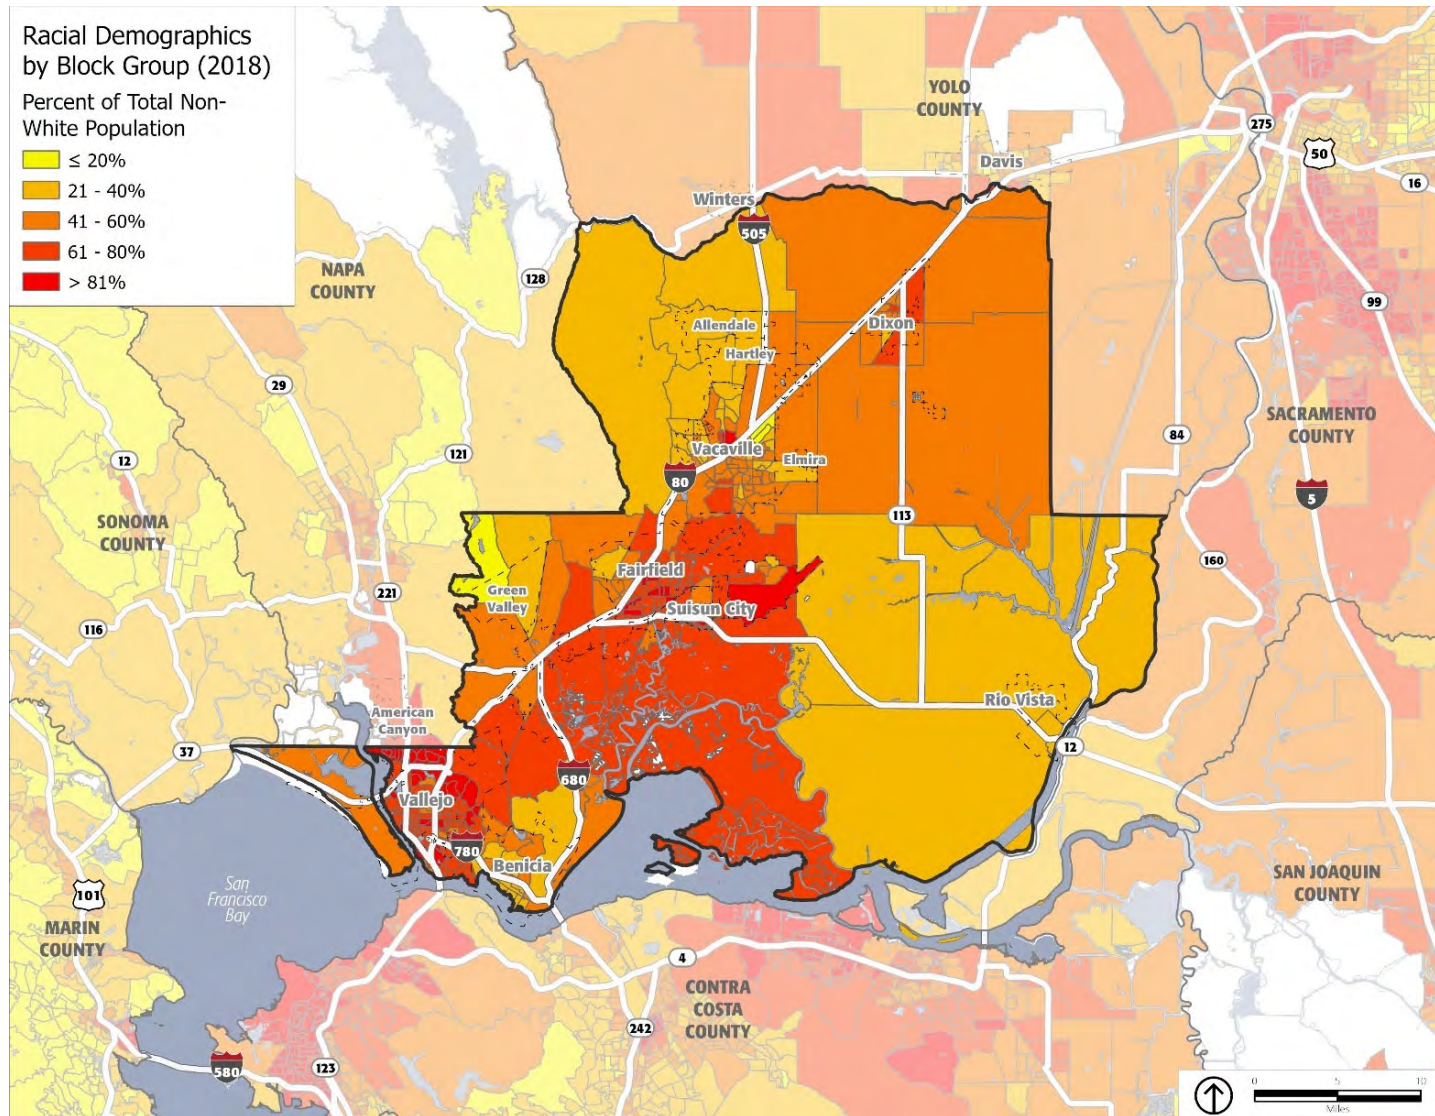 Racial Demographics
by Block Group (2018)
Percent of Total Non-
White Population
≤ 20%
21 - 40%
41 - 60%
61 - 80%
> 81%
YOLO
COUNTY
Davis
275
50
16
Winters
505
NAPA
COUNTY
128
99
Allendale
Dixon
Hartley
29
SACRAMENTO
COUNTY
12
121
84
Vacaville
Elmira
80
5
SONOMA
COUNTY
113
160
Fairfield
221
Green
Valley
Suisun City
116
Rio Vista
American
Canyon
37
12
680
Vallejo
780
Benicia
San
Francisco
Bay
101
MARIN
COUNTY
SAN JOAQUIN
COUNTY
4
CONTRA
COSTA
COUNTY
242
580
123
0
5
10
Miles